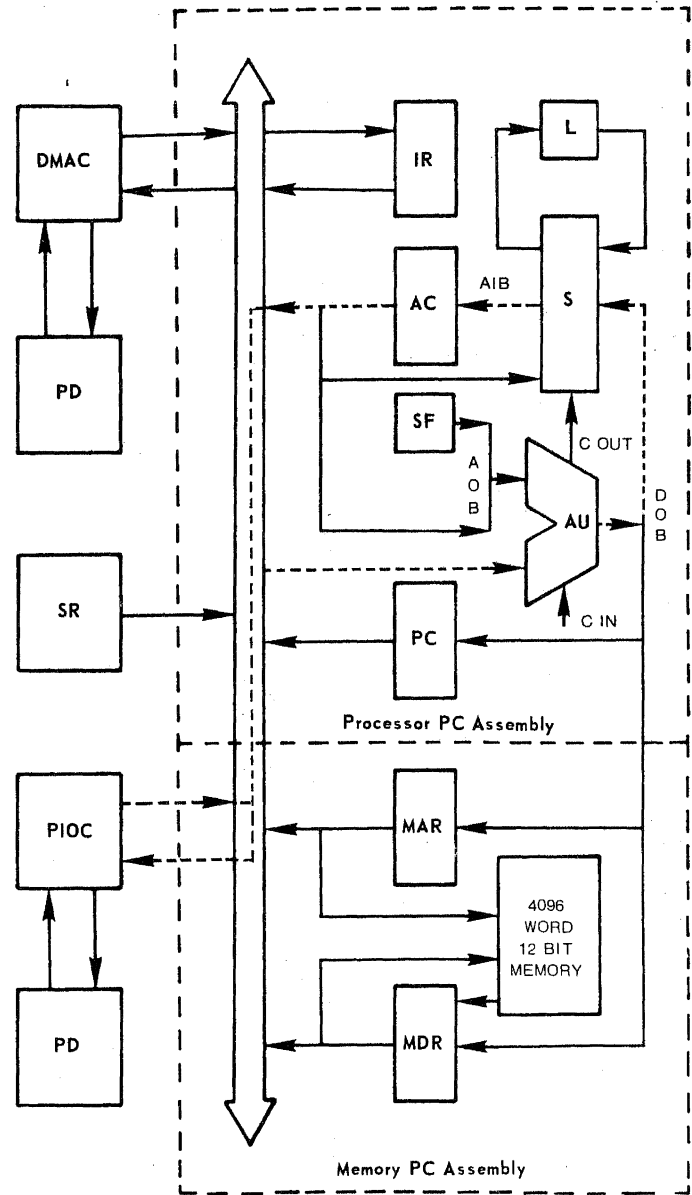 DMAC
IR
L
AC
AIB
S
PD
SF
A
O
B
C OUT
AU
D
O
B
SR
PC
C IN
Processor PC Assembly
PIOC
MAR
4096
WORD
12 BIT
MEMORY
PD
MDR
Memory PC Assembly